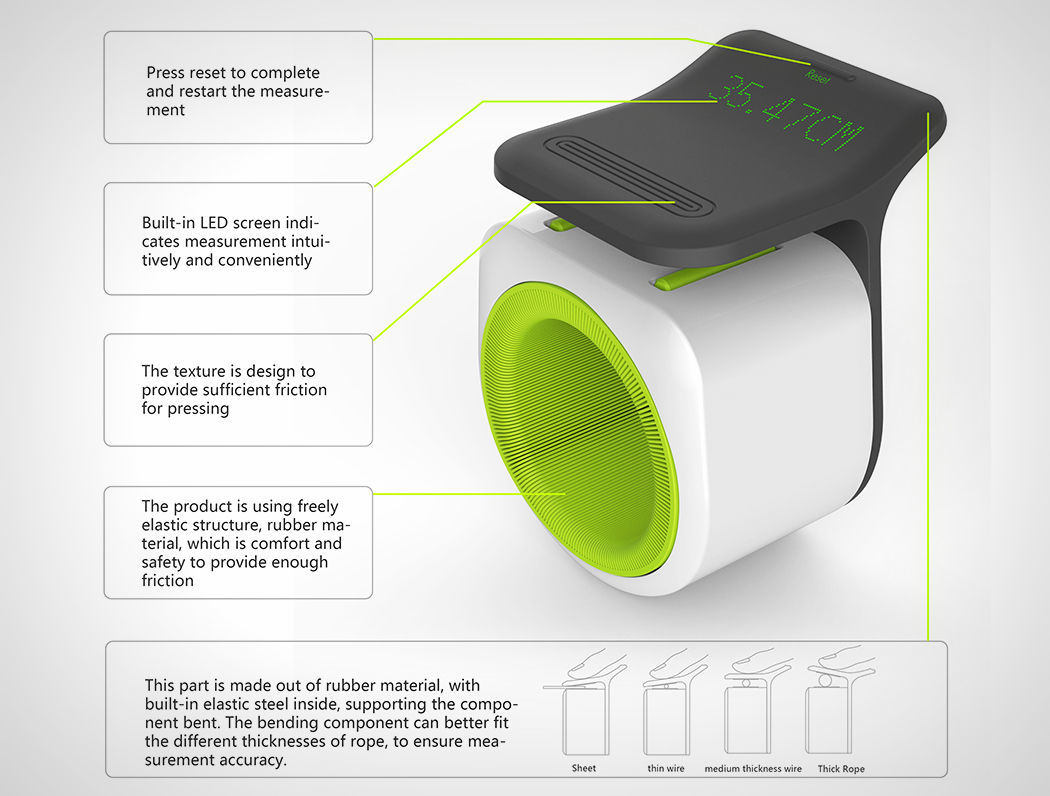 Press reset to complete
and restart the measure-
ment
Reset
35.47CM
Built-in LED screen indi-
cates measurement intui-
tively and conveniently
The texture is design to
provide sufficient friction
for pressing
The product is using freely
elastic structure, rubber ma-
terial, which is comfort and
safety to provide enough
friction
This part is made out of rubber material, with
built-in elastic steel inside, supporting the compo-
nent bent. The bending component can better fit
the different thicknesses of rope, to ensure mea-
surement accuracy.
Sheet
thin wire
medium thickness wire
Thick Rope